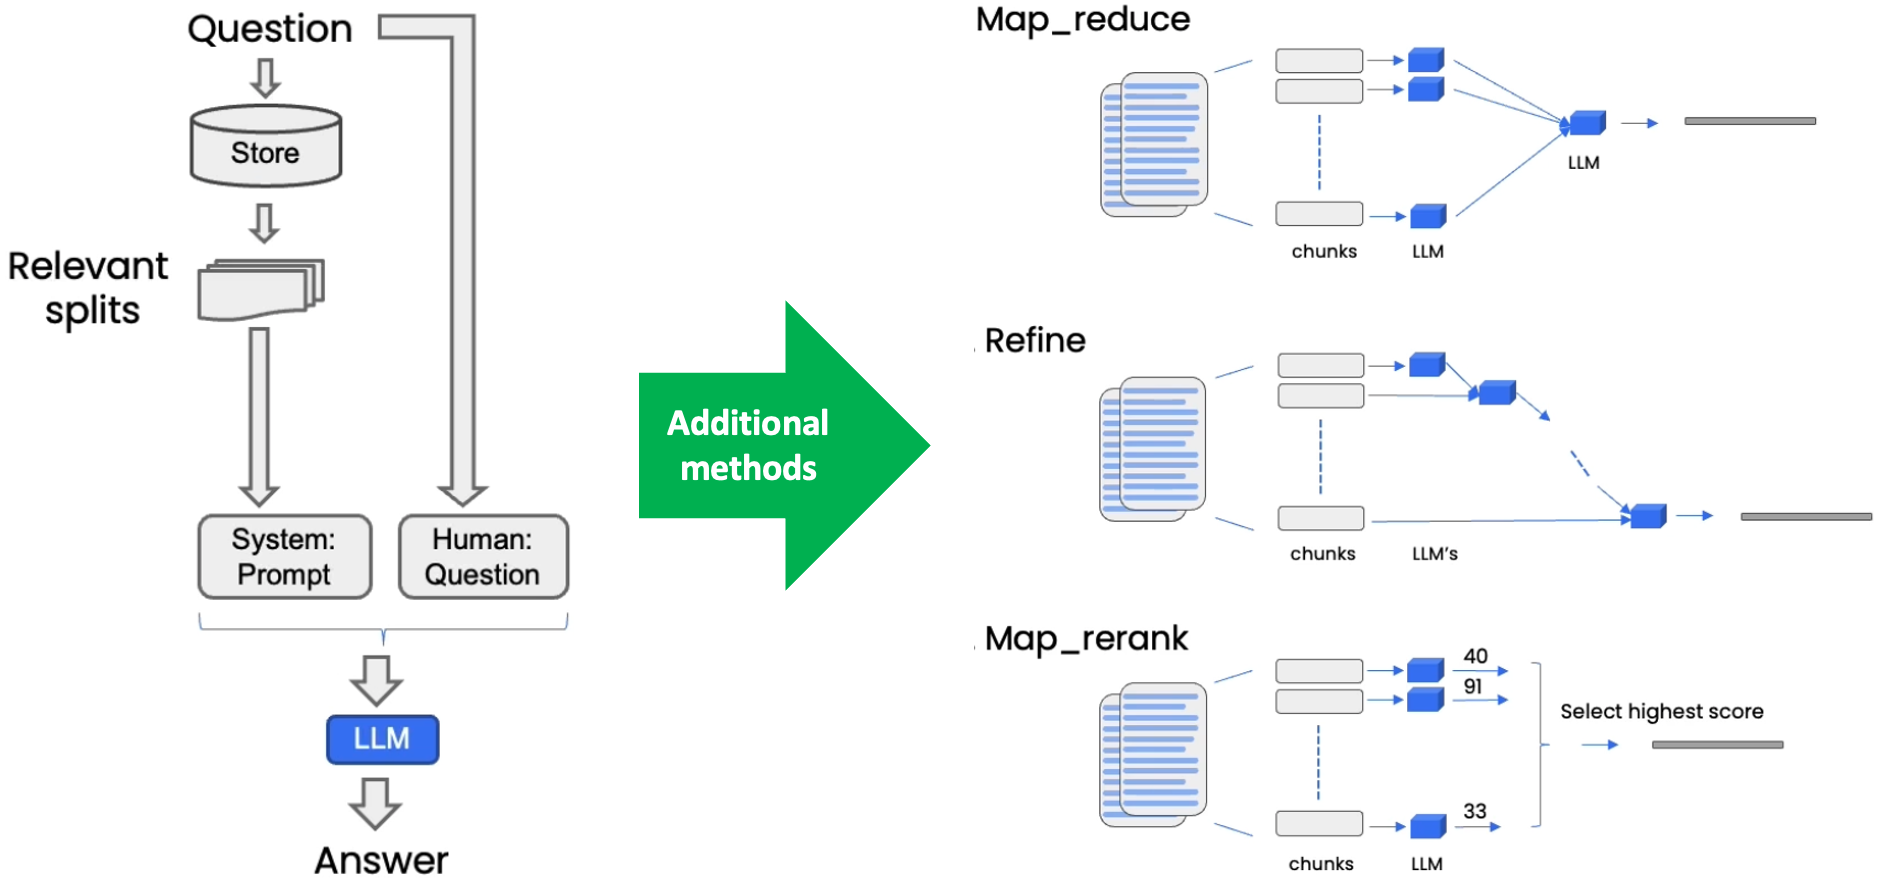 Question
Store
Relevant
splits
System:
Prompt
Human:
Question
LLM
Answer
Additional
methods
Map_reduce
LLM
chunks
LLM
. Refine
chunks
LLM's
. Map_rerank
40
91
Select highest score
33
chunks
LLM